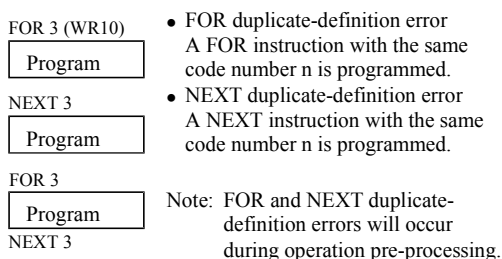 FOR 3 (WR10)
Program
NEXT 3
Program
FOR 3
Program
NEXT 3
• FOR duplicate-definition error
A FOR instruction with the same
code number n is programmed.
• NEXT duplicate-definition error
A NEXT instruction with the same
code number n is programmed.
Note: FOR and NEXT duplicate-
definition errors will occur
during operation pre-processing.